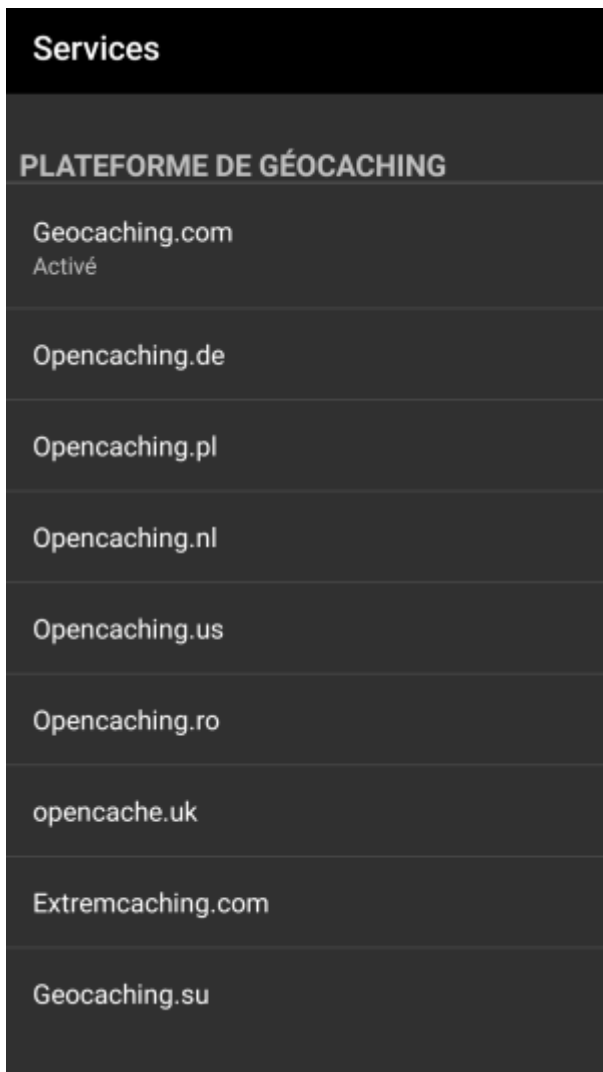 Services
PLATEFORME DE GÉOCACHING
Geocaching.com
Activé
Opencaching.de
Opencaching.pl
Opencaching.nl
Opencaching.us
Opencaching.ro
opencache.uk
Extremcaching.com
Geocaching.su